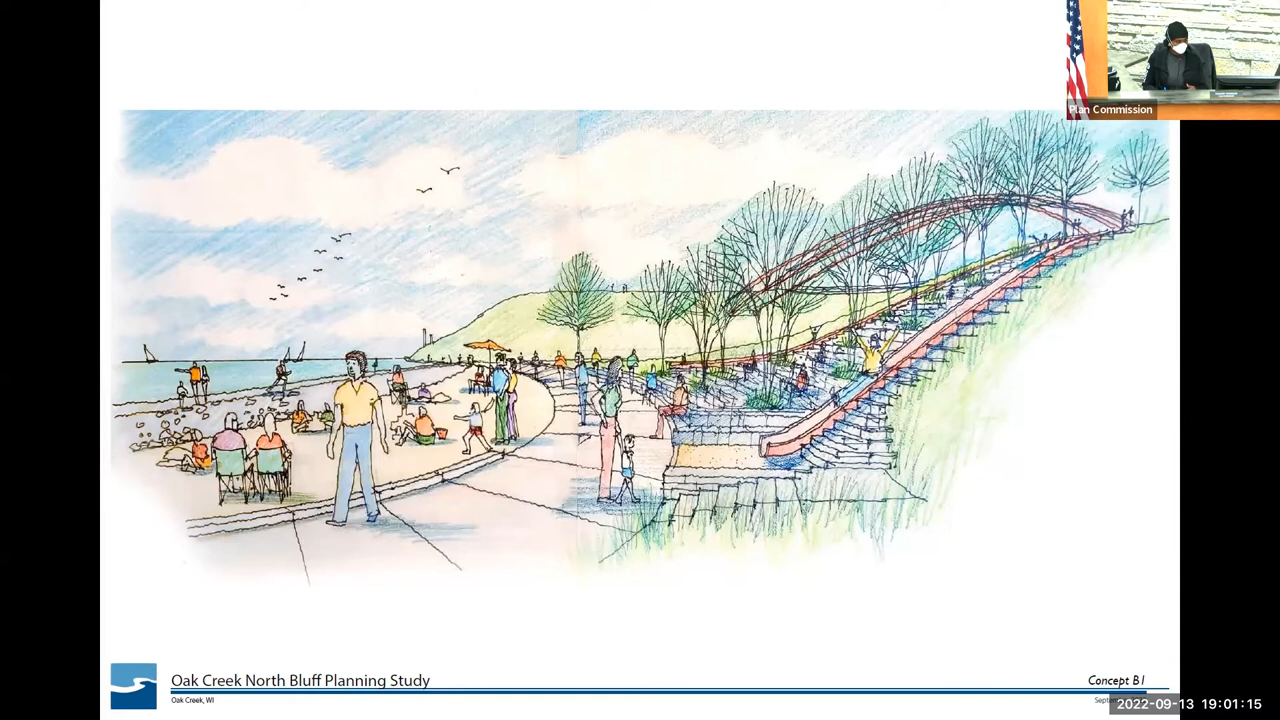 Plan Commission
Oak Creek North Bluff Planning Study
Concept B1
Oak Creek, WI
2022-09-13 19:01:15